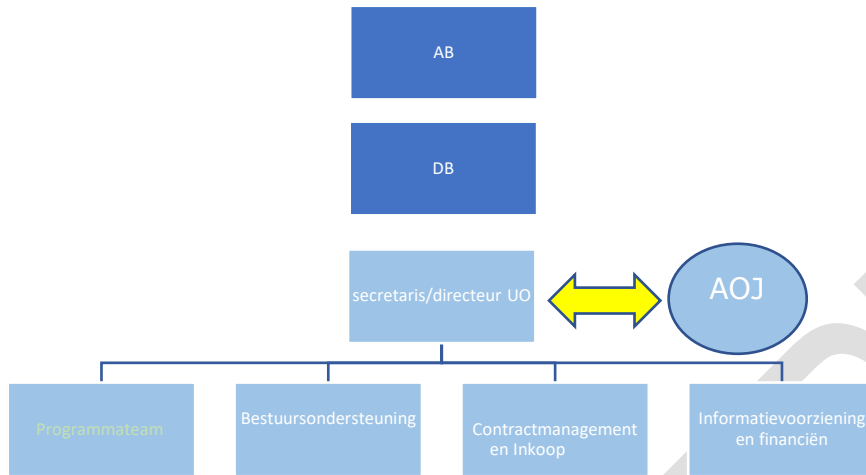 AB
DB
secretaris/directeur UO
AOJ
Programmateam
Bestuursondersteuning
Contractmanagement
en Inkoop
Informatievoorziening
en financiën